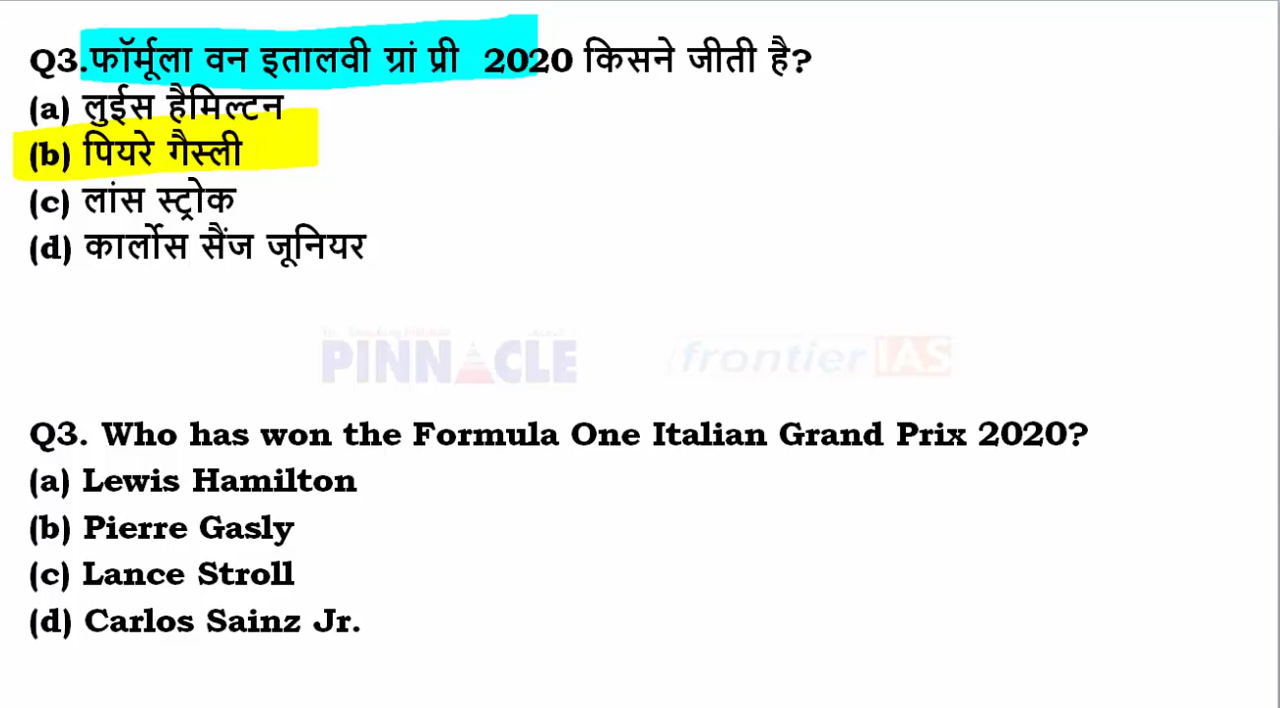 Q3.फॉर्मूला वन इतालवी ग्रां प्री 2020 किसने जीती है?
(a) लुईस हैमिल्टन
(b) पियरे गैस्ली
(c) लांस स्ट्रोक
(d) कार्लोस सैंज जूनियर
PINNACLE frontier IAS
Q3. Who has won the Formula One Italian Grand Prix 2020?
(a) Lewis Hamilton
(b) Pierre Gasly
(c) Lance Stroll
(d) Carlos Sainz Jr.